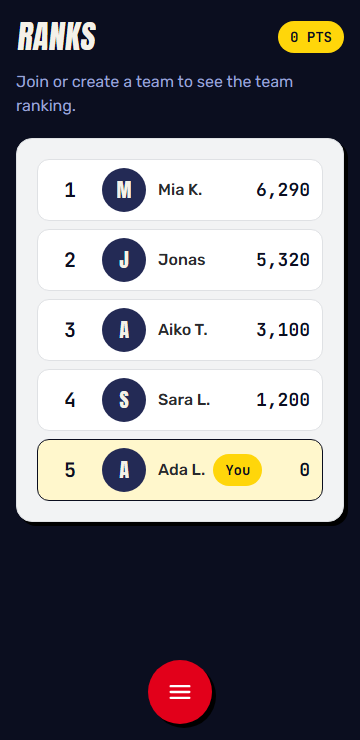 RANKS
0 PTS
Join or create a team to see the team
ranking.
1 M Mia K. 6,290
2 J Jonas 5,320
3 A Aiko T. 3,100
4 S Sara L. 1,200
5 A Ada L. You 0